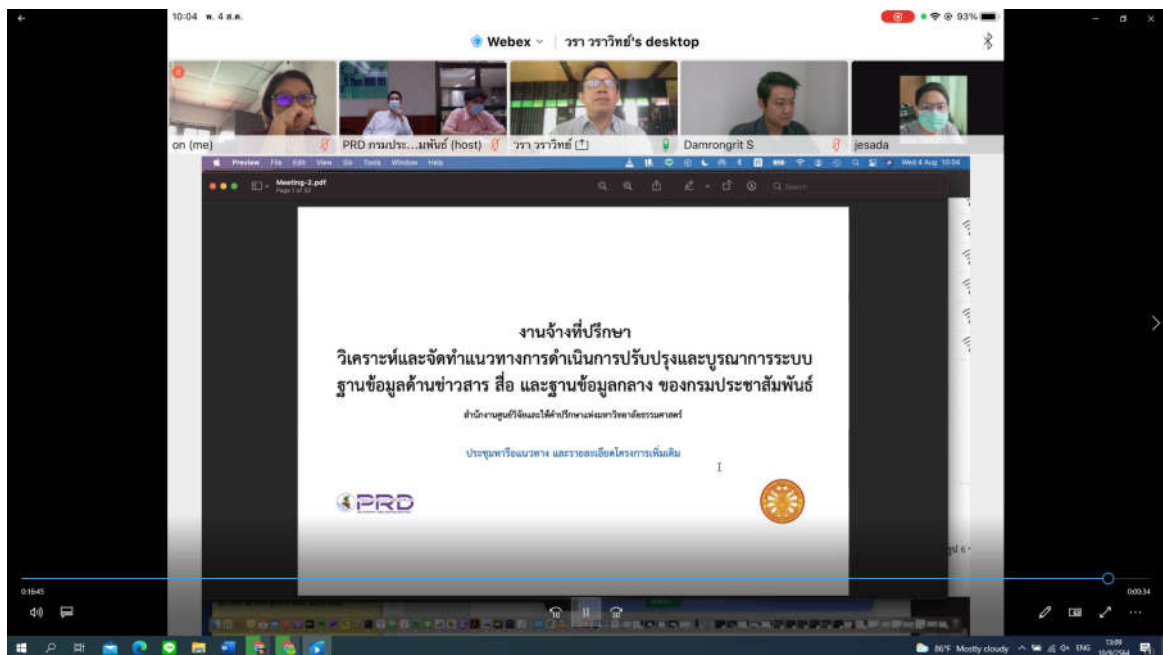 10:04 พ. 4 ส.ค.
93%
Webex
วรา วราวิทย์'s desktop
on (me)
PRD กรมประ...มพันธ์ (host)
วรา วราวิทย์
Damrongrit S
jesada
Preview File Edit View Go Tools Window Help
Wed 4 Aug 10:04
Meeting-2.pdf
Search
งานจ้างที่ปรึกษา
วิเคราะห์และจัดทำแนวทางการดำเนินการปรับปรุงและบูรณาการระบบ
ฐานข้อมูลด้านข่าวสาร สื่อ และฐานข้อมูลกลาง ของกรมประชาสัมพันธ์
สำนักงานศูนย์วิจัยและให้คำปรึกษาแห่งมหาวิทยาลัยธรรมศาสตร์
ประชุมหารือแนวทาง และรายละเอียดโครงการเพิ่มเติม
PRD
0:16:45
0:00:34
10
30
86°F Mostly cloudy
ENG
13:09
10/9/2564